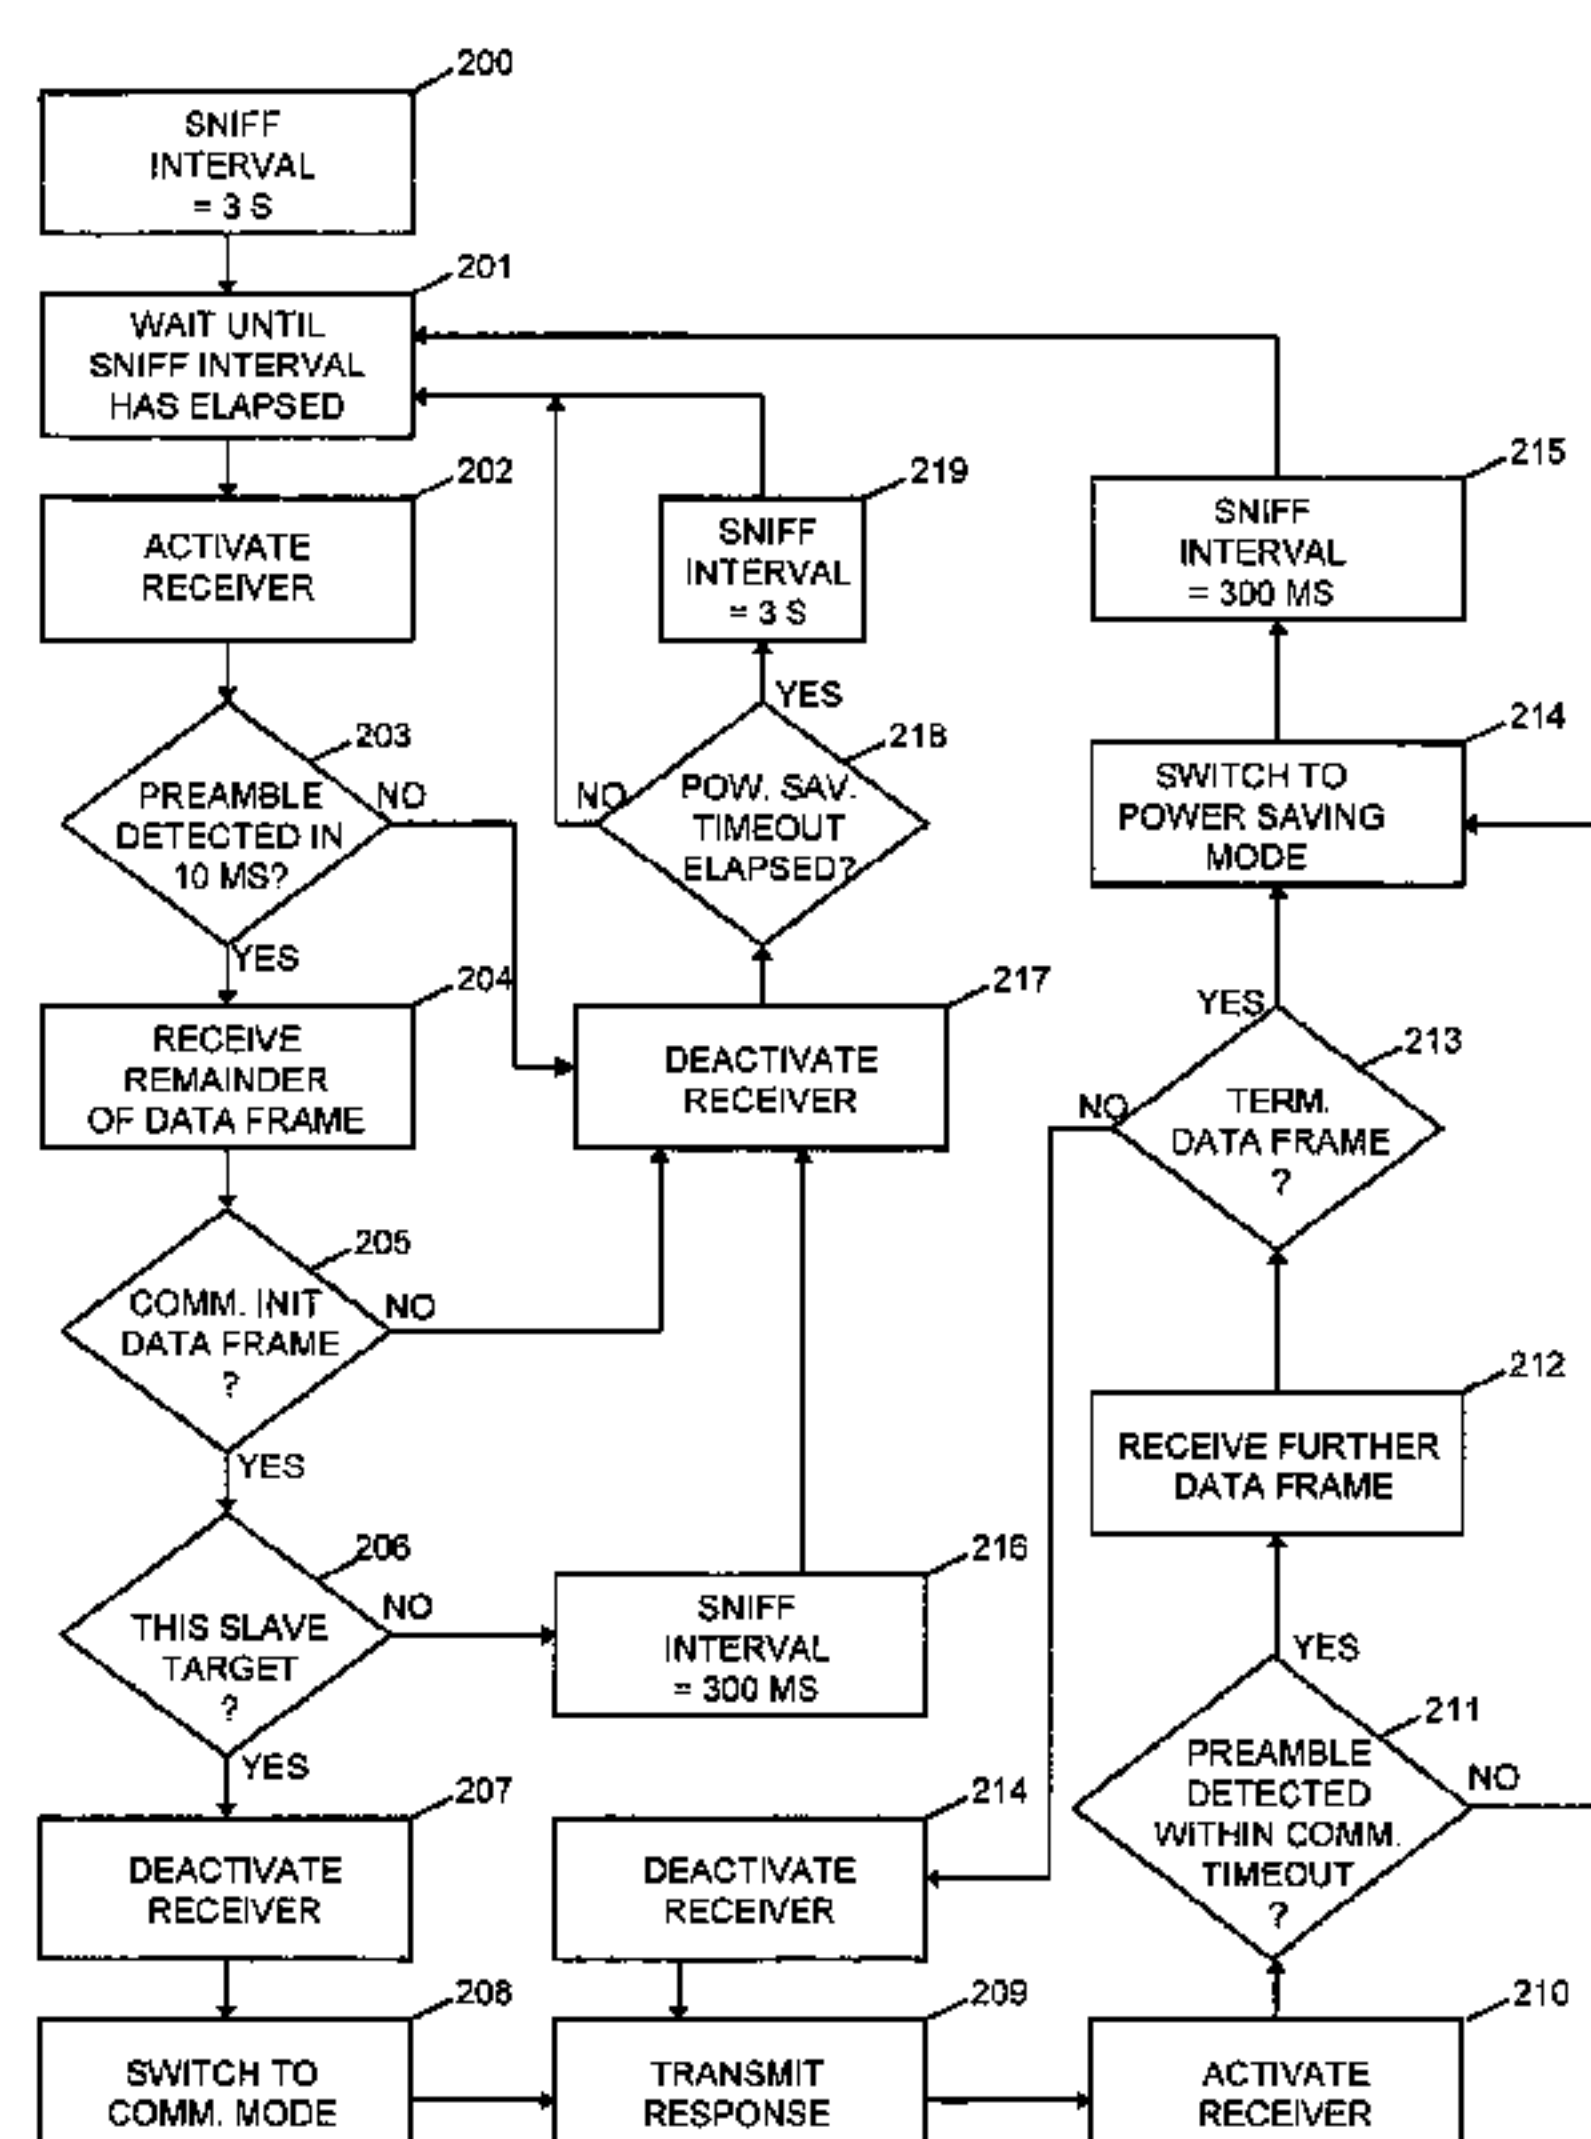 200
SNIFF
INTERVAL
= 3 S
201
WAIT UNTIL
SNIFF INTERVAL
HAS ELAPSED
202
ACTIVATE
RECEIVER
203
PREAMBLE
DETECTED IN
10 MS?
NO
YES
204
RECEIVE
REMAINDER
OF DATA FRAME
205
COMM. INIT
DATA FRAME
?
NO
YES
206
THIS SLAVE
TARGET
?
NO
YES
207
DEACTIVATE
RECEIVER
208
SWITCH TO
COMM. MODE
219
SNIFF
INTERVAL
= 3 S
YES
218
POW. SAV.
TIMEOUT
ELAPSED?
NO
217
DEACTIVATE
RECEIVER
216
SNIFF
INTERVAL
= 300 MS
214
DEACTIVATE
RECEIVER
209
TRANSMIT
RESPONSE
215
SNIFF
INTERVAL
= 300 MS
214
SWITCH TO
POWER SAVING
MODE
YES
213
TERM.
DATA FRAME
?
NO
212
RECEIVE FURTHER
DATA FRAME
YES
211
PREAMBLE
DETECTED
WITHIN COMM.
TIMEOUT
?
NO
210
ACTIVATE
RECEIVER